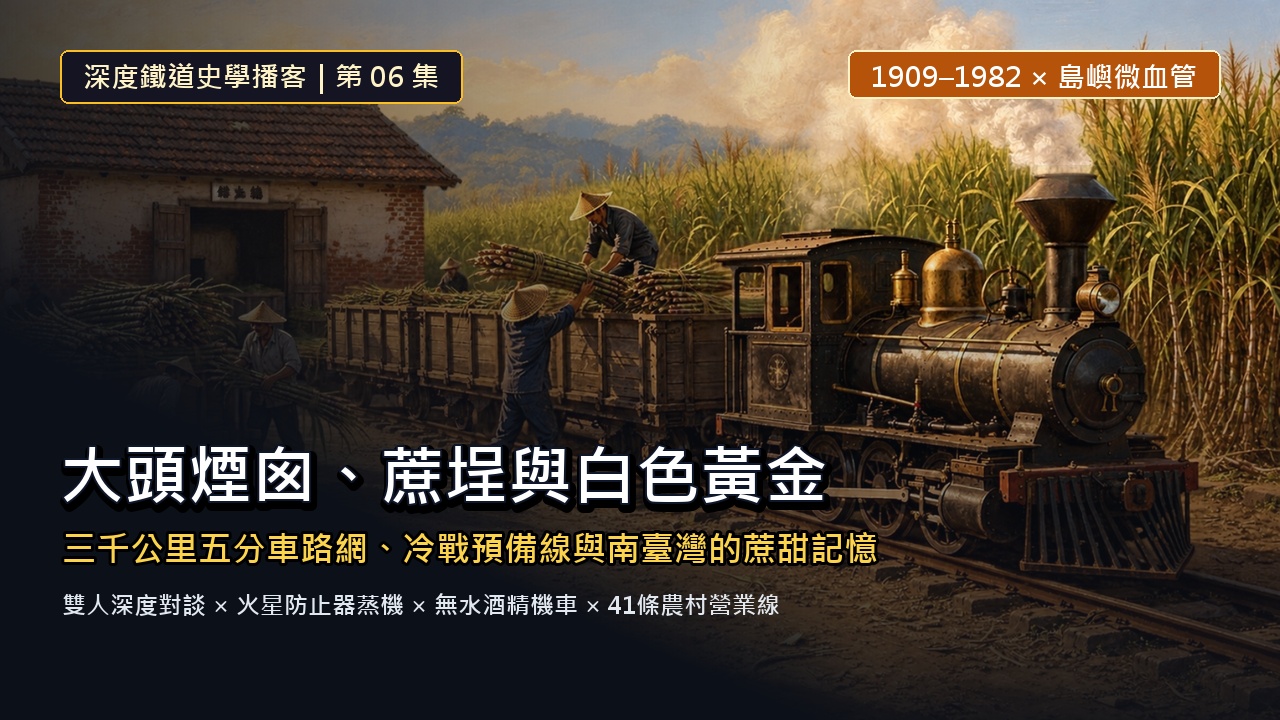 深度鐵道史學播客 | 第 06 集
1909–1982 × 島嶼微血管
大頭煙囪、蔗埕與白色黃金
三千公里五分車路網、冷戰預備線與南臺灣的蔗甜記憶
雙人深度對談 × 火星防止器蒸機 × 無水酒精機車 × 41條農村營業線